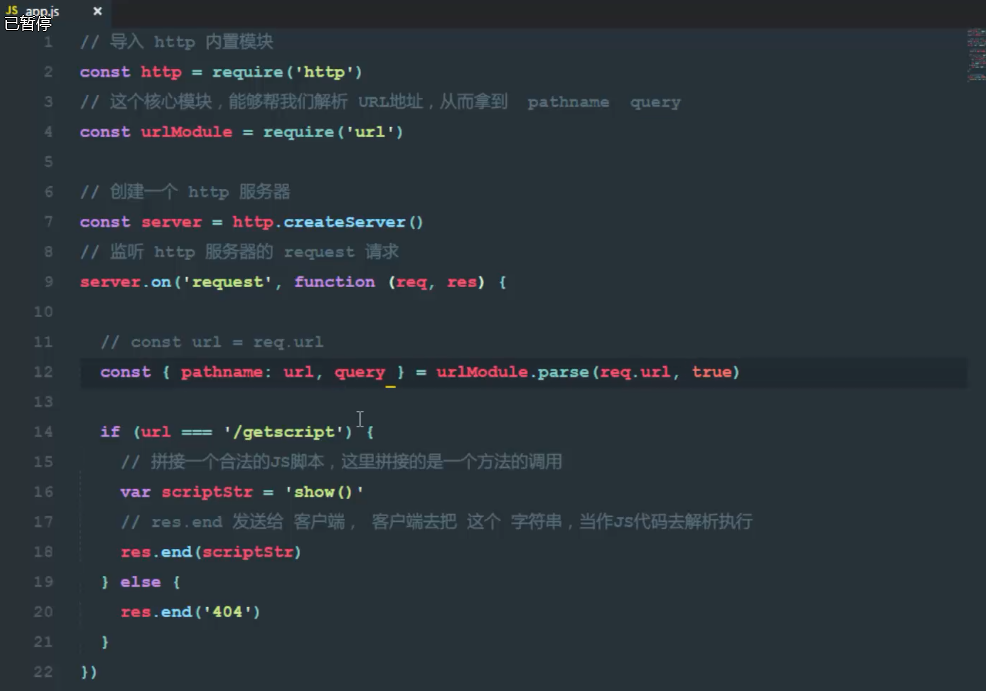 JS app.js ×
已暂停
1 // 导入 http 内置模块
2 const http = require('http')
3 // 这个核心模块，能够帮我们解析 URL地址，从而拿到  pathname  query
4 const urlModule = require('url')
5
6 // 创建一个 http 服务器
7 const server = http.createServer()
8 // 监听 http 服务器的 request 请求
9 server.on('request', function (req, res) {
10
11   // const url = req.url
12   const { pathname: url, query } = urlModule.parse(req.url, true)
13
14   if (url === '/getscript') {
15     // 拼接一个合法的JS脚本，这里拼接的是一个方法的调用
16     var scriptStr = 'show()'
17     // res.end 发送给 客户端， 客户端去把 这个 字符串，当作JS代码去解析执行
18     res.end(scriptStr)
19   } else {
20     res.end('404')
21   }
22 })